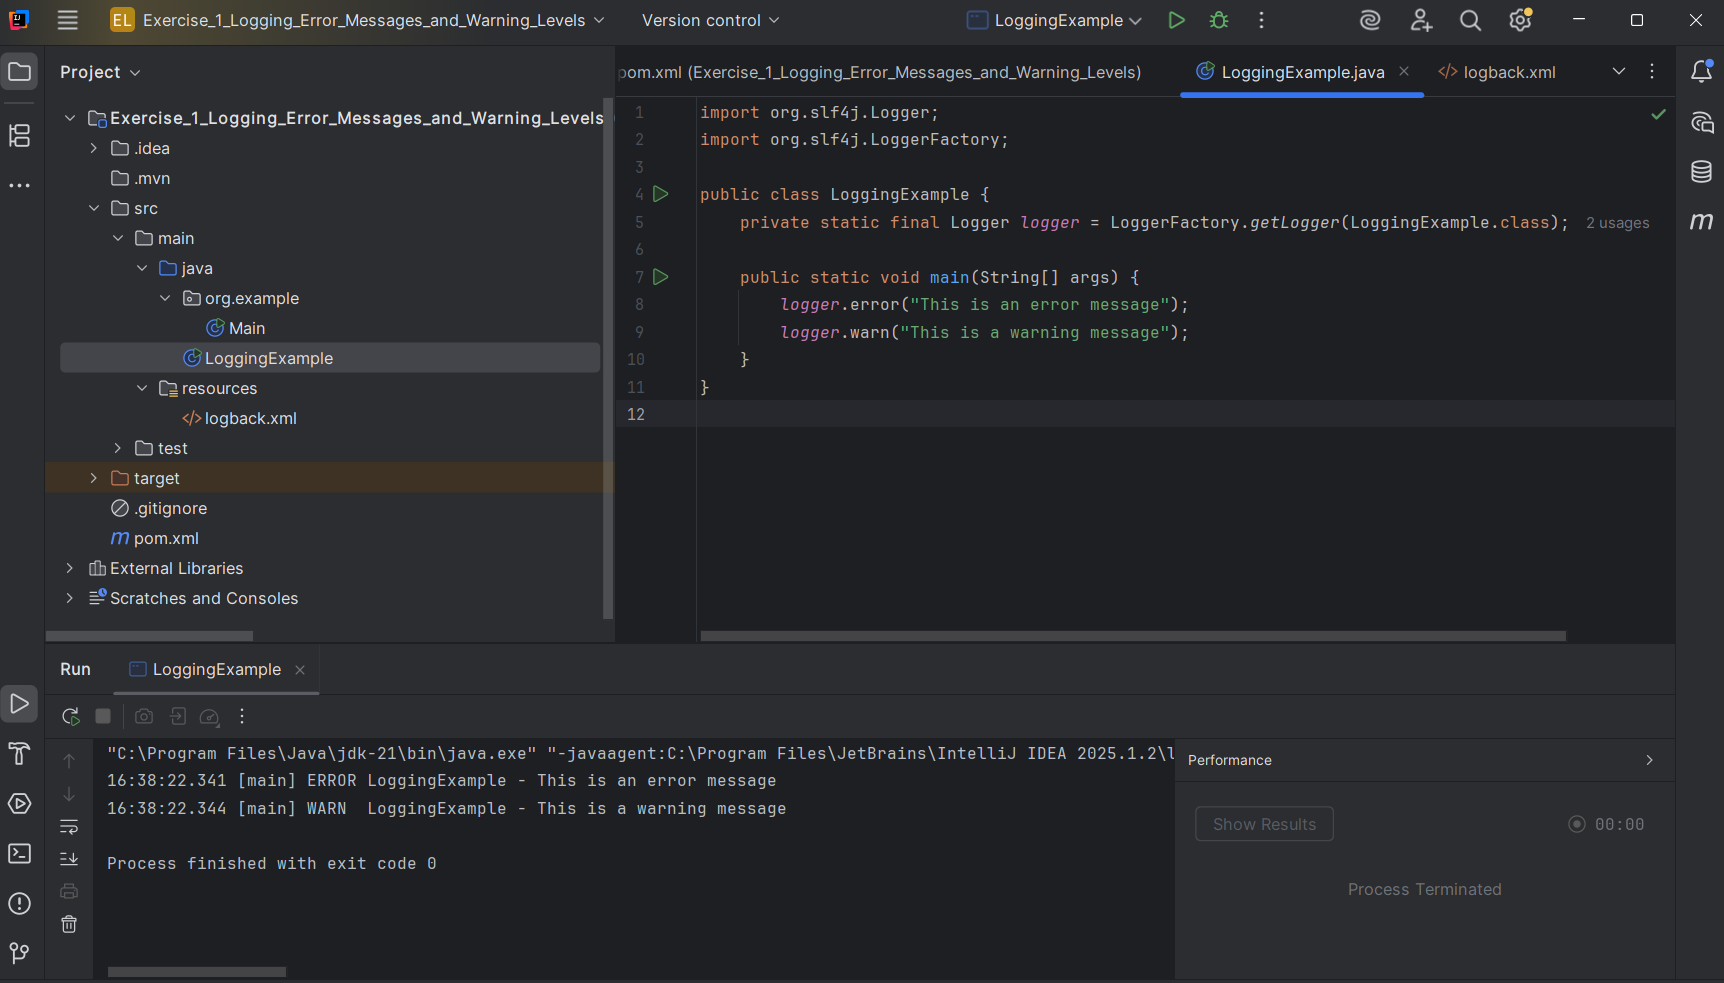 EL Exercise_1_Logging_Error_Messages_and_Warning_Levels Version control LoggingExample
Project
Exercise_1_Logging_Error_Messages_and_Warning_Levels
.idea
.mvn
src
main
java
org.example
Main
LoggingExample
resources
logback.xml
test
target
.gitignore
m pom.xml
External Libraries
Scratches and Consoles
pom.xml (Exercise_1_Logging_Error_Messages_and_Warning_Levels) LoggingExample.java </> logback.xml
1 import org.slf4j.Logger;
2 import org.slf4j.LoggerFactory;
3
4 public class LoggingExample {
5 private static final Logger logger = LoggerFactory.getLogger(LoggingExample.class); 2 usages
6
7 public static void main(String[] args) {
8 logger.error("This is an error message");
9 logger.warn("This is a warning message");
10 }
11 }
12
m
Run LoggingExample
"C:\Program Files\Java\jdk-21\bin\java.exe" "-javaagent:C:\Program Files\JetBrains\IntelliJ IDEA 2025.1.2\l
16:38:22.341 [main] ERROR LoggingExample - This is an error message
16:38:22.344 [main] WARN  LoggingExample - This is a warning message
Process finished with exit code 0
Performance
Show Results 00:00
Process Terminated